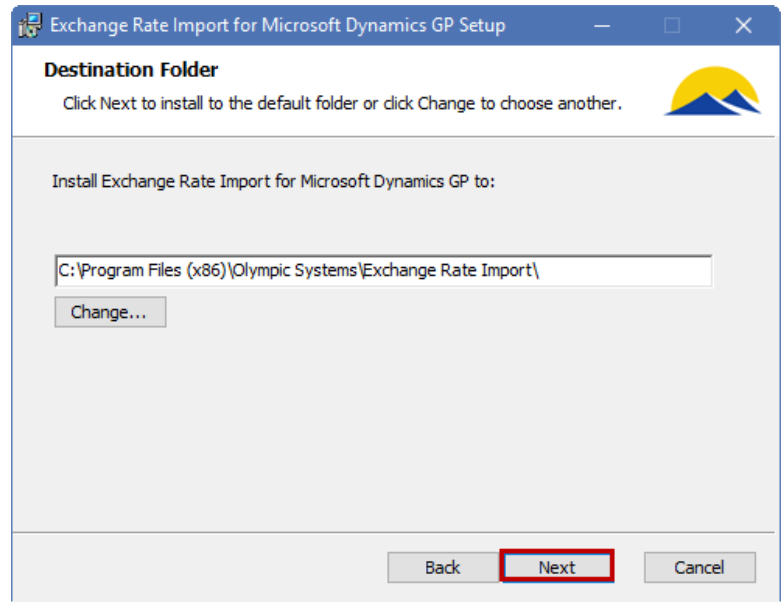 Exchange Rate Import for Microsoft Dynamics GP Setup
Destination Folder
Click Next to install to the default folder or click Change to choose another.
Install Exchange Rate Import for Microsoft Dynamics GP to:
C:\Program Files (x86)\Olympic Systems\Exchange Rate Import\
Change...
Back Next Cancel